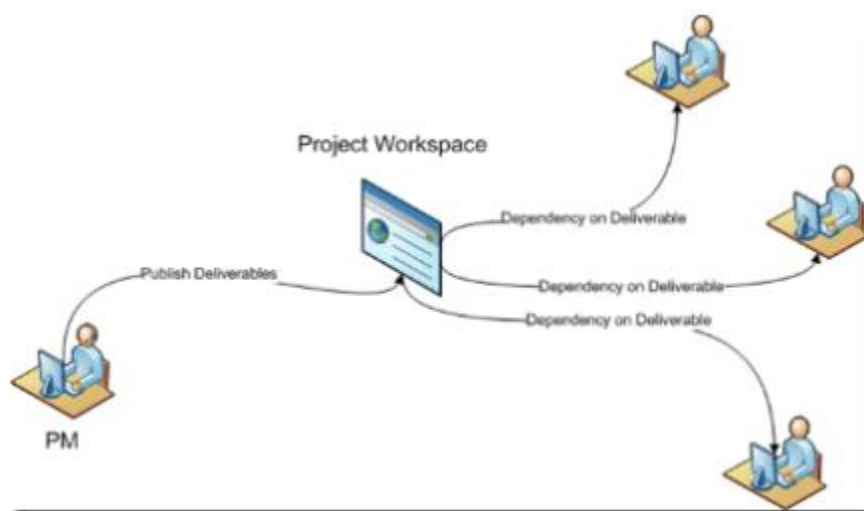 Project Workspace
Dependency on Deliverable
Publish Deliverables
Dependency on Deliverable
Dependency on Deliverable
PM